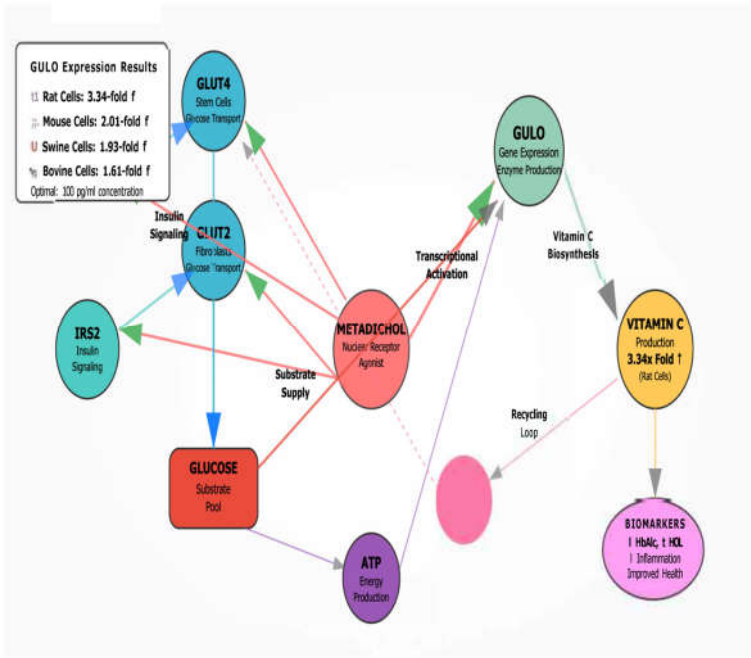 GULO Expression Results
Rat Cells: 3.34-fold f
Mouse Cells: 2.01-fold f
Swine Cells: 1.93-fold f
Bovine Cells: 1.61-fold f
Optimal: 100 pg/ml concentration
GLUT4
Stem Cells
Glucose Transport
GULO
Gene Expression
Enzyme Production
Insulin
Signaling
GLUT2
Fibroblasts
Glucose Transport
Transcriptional
Activation
Vitamin C
Biosynthesis
IRS2
Insulin
Signaling
METADICHOL
Nuclear Receptor
Agonist
VITAMIN C
Production
3.34x Fold ↑
(Rat Cells)
Substrate
Supply
Recycling
Loop
GLUCOSE
Substrate
Pool
BIOMARKERS
HbAlc, t HOL
Inflammation
Improved Health
ATP
Energy
Production